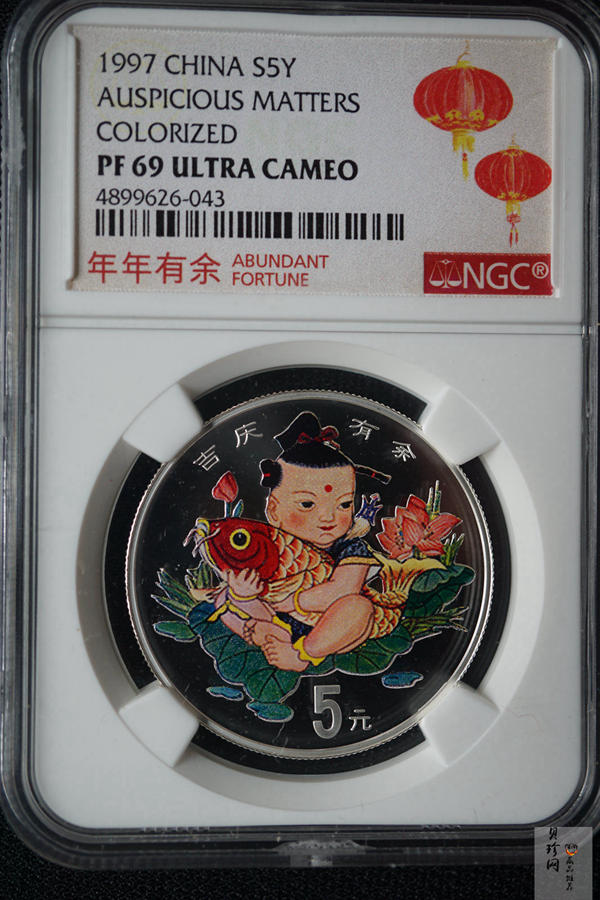 1997 CHINA S5Y
AUSPICIOUS MATTERS
COLORIZED
PF 69 ULTRA CAMEO
4899626-043
年年有余 ABUNDANT FORTUNE
NGC®
吉庆有余
5元
贝珍网